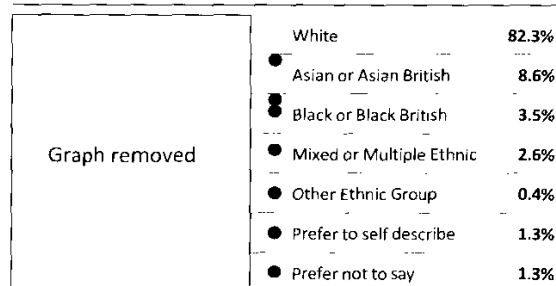 White 82.3%
Asian or Asian British 8.6%
Black or Black British 3.5%
Graph removed
Mixed or Multiple Ethnic 2.6%
Other Ethnic Group 0.4%
Prefer to self describe 1.3%
Prefer not to say 1.3%